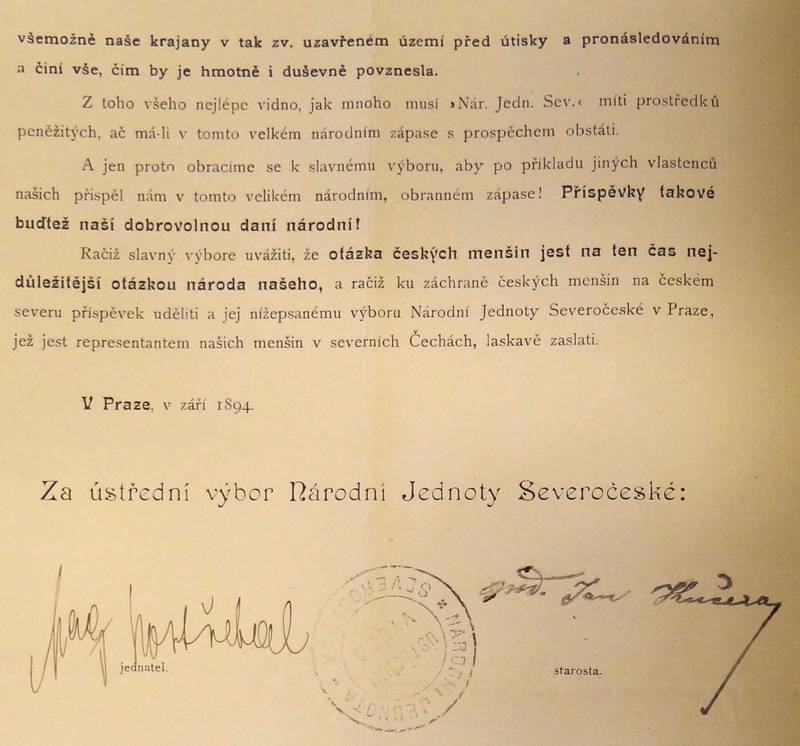 všemožně naše krajany v tak zv. uzavřeném území před útisky a pronásledováním
a činí vše, čím by je hmotně i duševně povznesla.
Z toho všeho nejlépe vidno, jak mnoho musí »Nár. Jedn. Sev.« míti prostředků
peněžitých, ač má-li v tomto velkém národním zápase s prospěchem obstáti.
A jen proto obracíme se k slavnému výboru, aby po příkladu jiných vlastenců
našich přispěl nám v tomto velikém národním, obranném zápase! Příspěvky takové
buďtež naší dobrovolnou daní národní!
Račiž slavný výbore uvážiti, že otázka českých menšin jest na ten čas nej-
důležitější otázkou národa našeho, a račiž ku záchraně českých menšin na českém
severu příspěvek uděliti a jej nížepsanému výboru Národní Jednoty Severočeské v Praze,
jež jest representantem našich menšin v severních Čechách, laskavě zaslati.
V Praze, v září 1894.
Za ústřední výbor Národní Jednoty Severočeské:
Jan
NÁRODNÍ JEDNOTA
jednatel.
starosta.